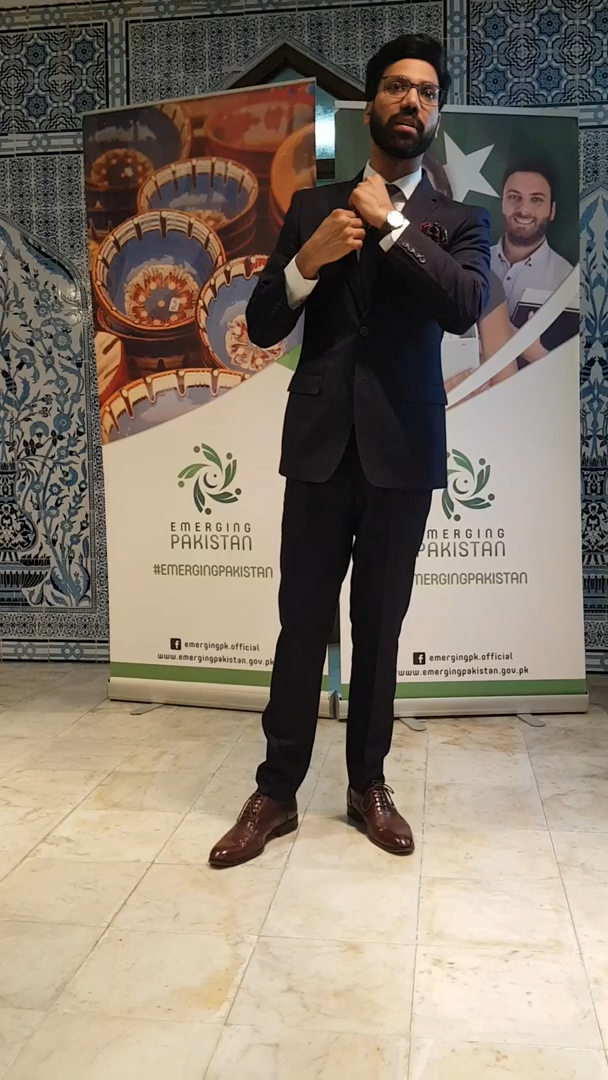 EMERGING
PAKISTAN
#EMERGINGPAKISTAN
emergingpk.official
www.emergingpakistan.gov.pk
EMERGING
PAKISTAN
EMERGINGPAKISTAN
emergingpk.official
www.emergingpakistan.gov.pk